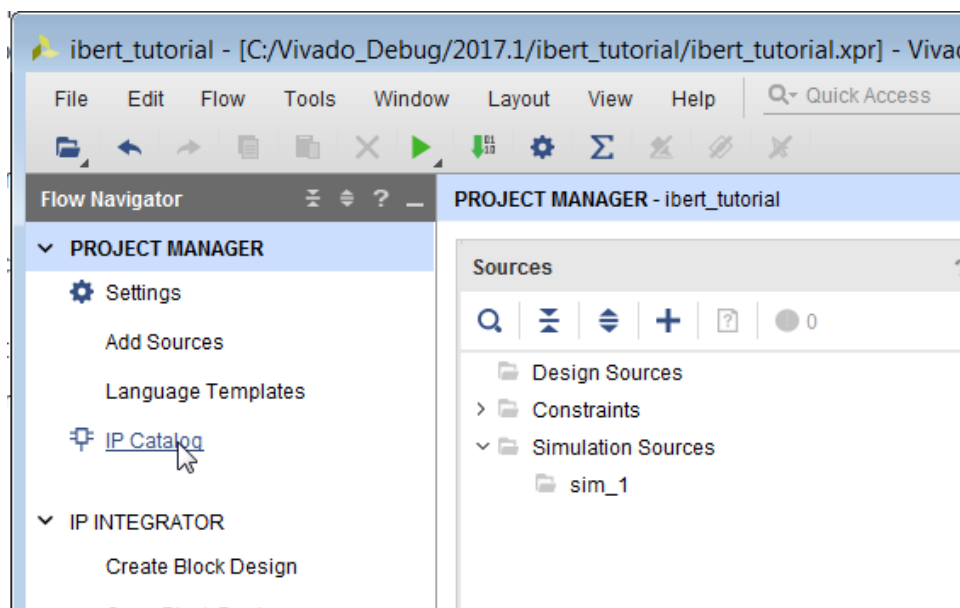 ibert_tutorial - [C:/Vivado_Debug/2017.1/ibert_tutorial/ibert_tutorial.xpr] -
File Edit Flow Tools Window Layout View Help Quick Access
Flow Navigator ? PROJECT MANAGER - ibert_tutorial
PROJECT MANAGER
Sources
Settings
? 0
Add Sources
Design Sources
Language Templates
Constraints
IP Catalog
Simulation Sources
sim_1
IP INTEGRATOR
Create Block Design